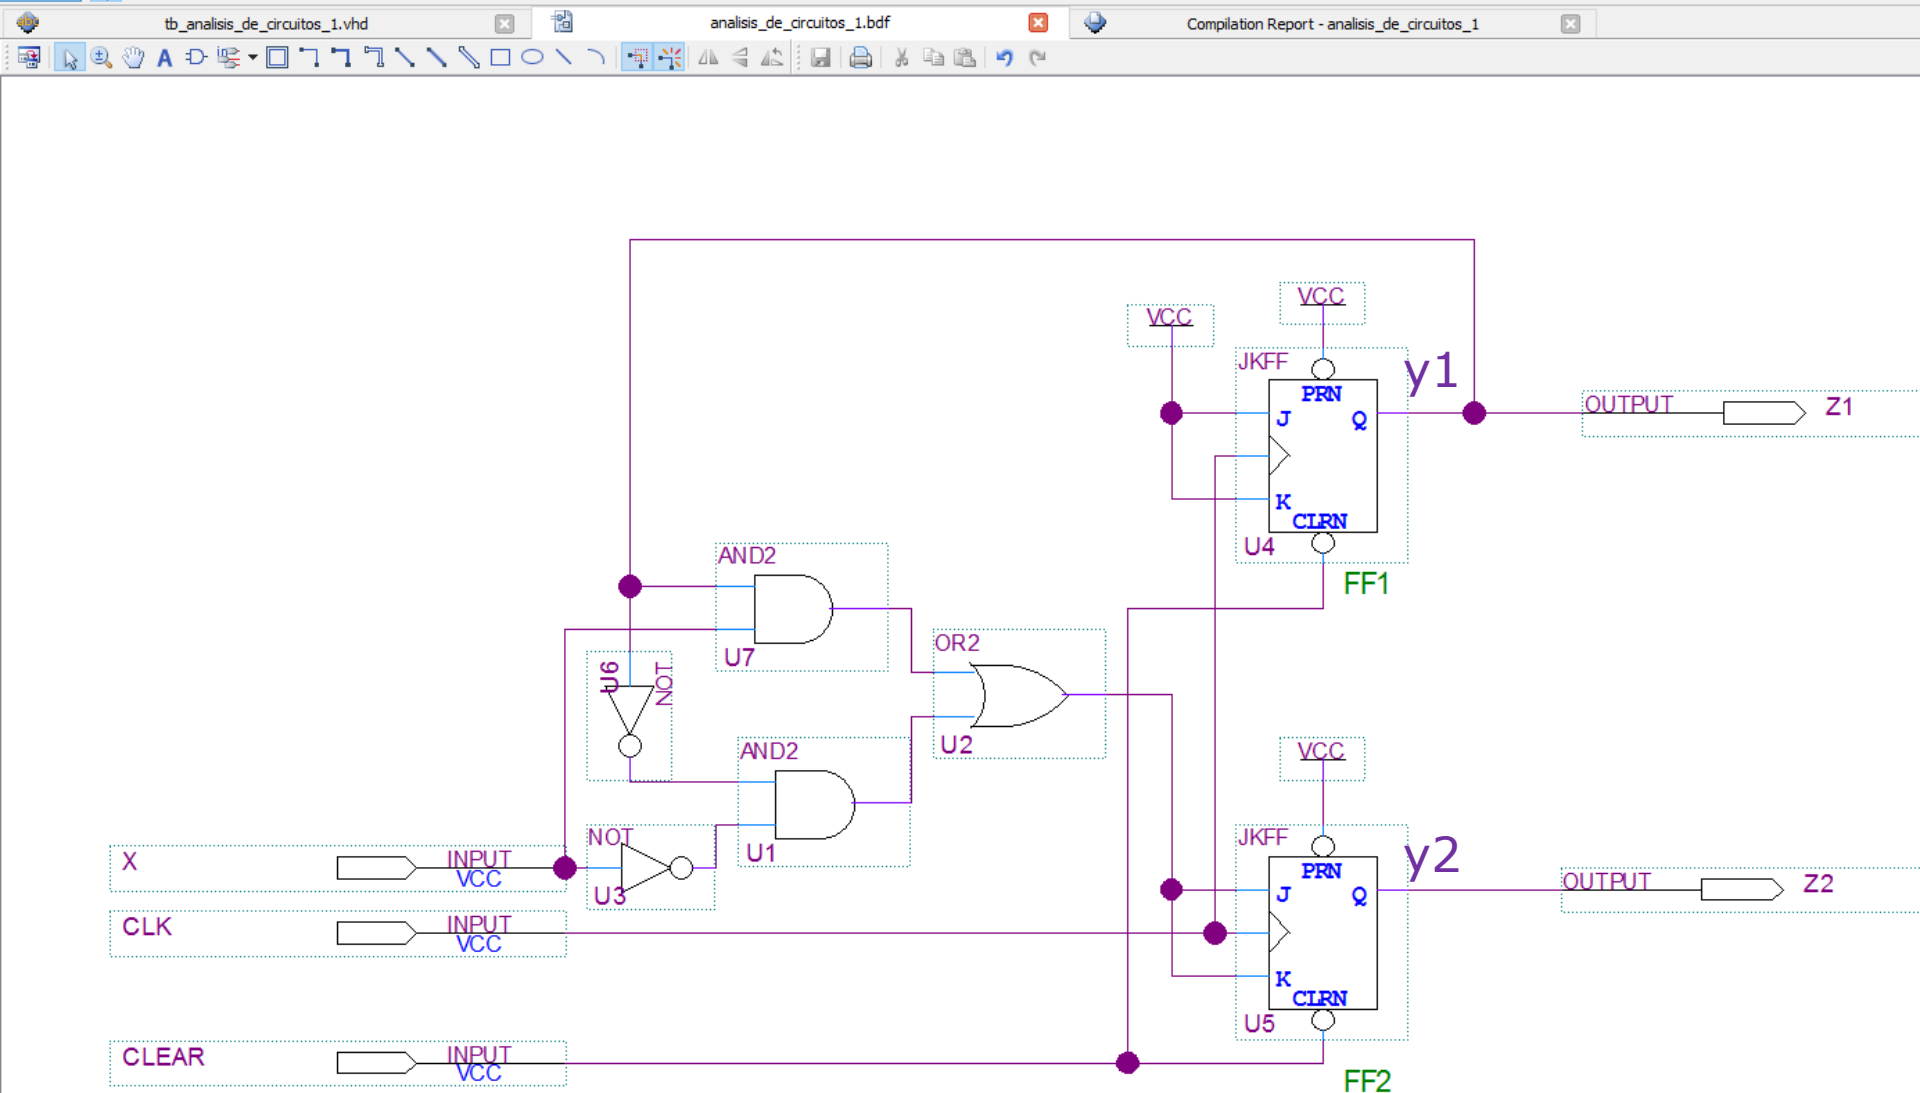 tb_analisis_de_circuitos_1.vhd
analisis_de_circuitos_1.bdf
Compilation Report - analisis_de_circuitos_1
VCC
VCC
JKFF
y1
PRN
J
Q
K
CLRN
U4
FF1
OUTPUT
Z1
AND2
U7
OR2
U2
U6
NOT
AND2
U1
NOT
U3
VCC
JKFF
y2
PRN
J
Q
K
CLRN
U5
FF2
OUTPUT
Z2
X
INPUT
VCC
CLK
INPUT
VCC
CLEAR
INPUT
VCC